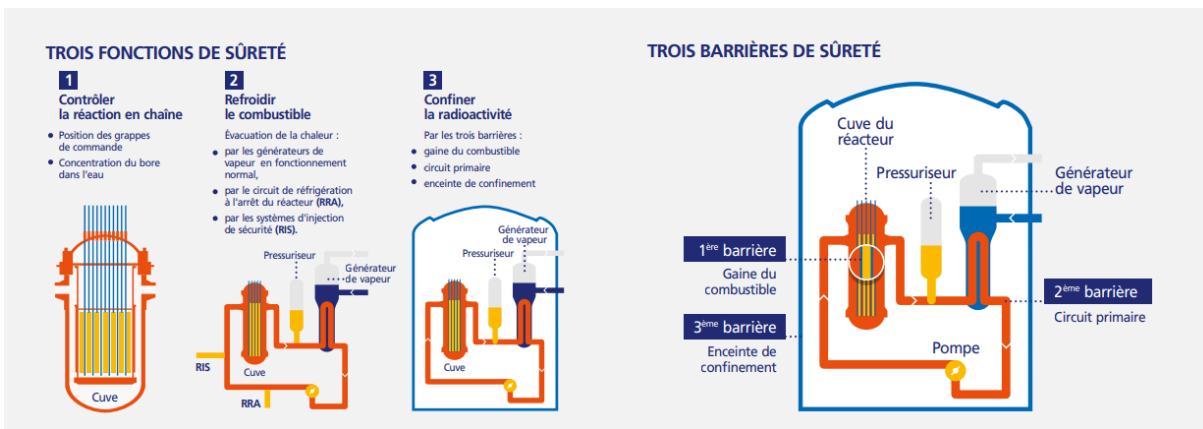 TROIS FONCTIONS DE SÛRETÉ
1
Contrôler
la réaction en chaîne
• Position des grappes
de commande
• Concentration du bore
dans l'eau
Cuve
2
Refroidir
le combustible
Évacuation de la chaleur :
• par les générateurs de
vapeur en fonctionnement
normal,
• par le circuit de réfrigération
à l'arrêt du réacteur (RRA),
• par les systèmes d'injection
de sécurité (RIS).
Pressuriseur
Générateur
de vapeur
RIS
Cuve
RRA
3
Confiner
la radioactivité
Par les trois barrières :
• gaine du combustible
• circuit primaire
• enceinte de confinement
Générateur
de vapeur
Pressuriseur
Cuve
TROIS BARRIÈRES DE SÛRETÉ
Cuve du
réacteur
Pressuriseur
Générateur
de vapeur
1ère barrière
Gaine du
combustible
2ème barrière
Circuit primaire
3ème barrière
Enceinte de
confinement
Pompe